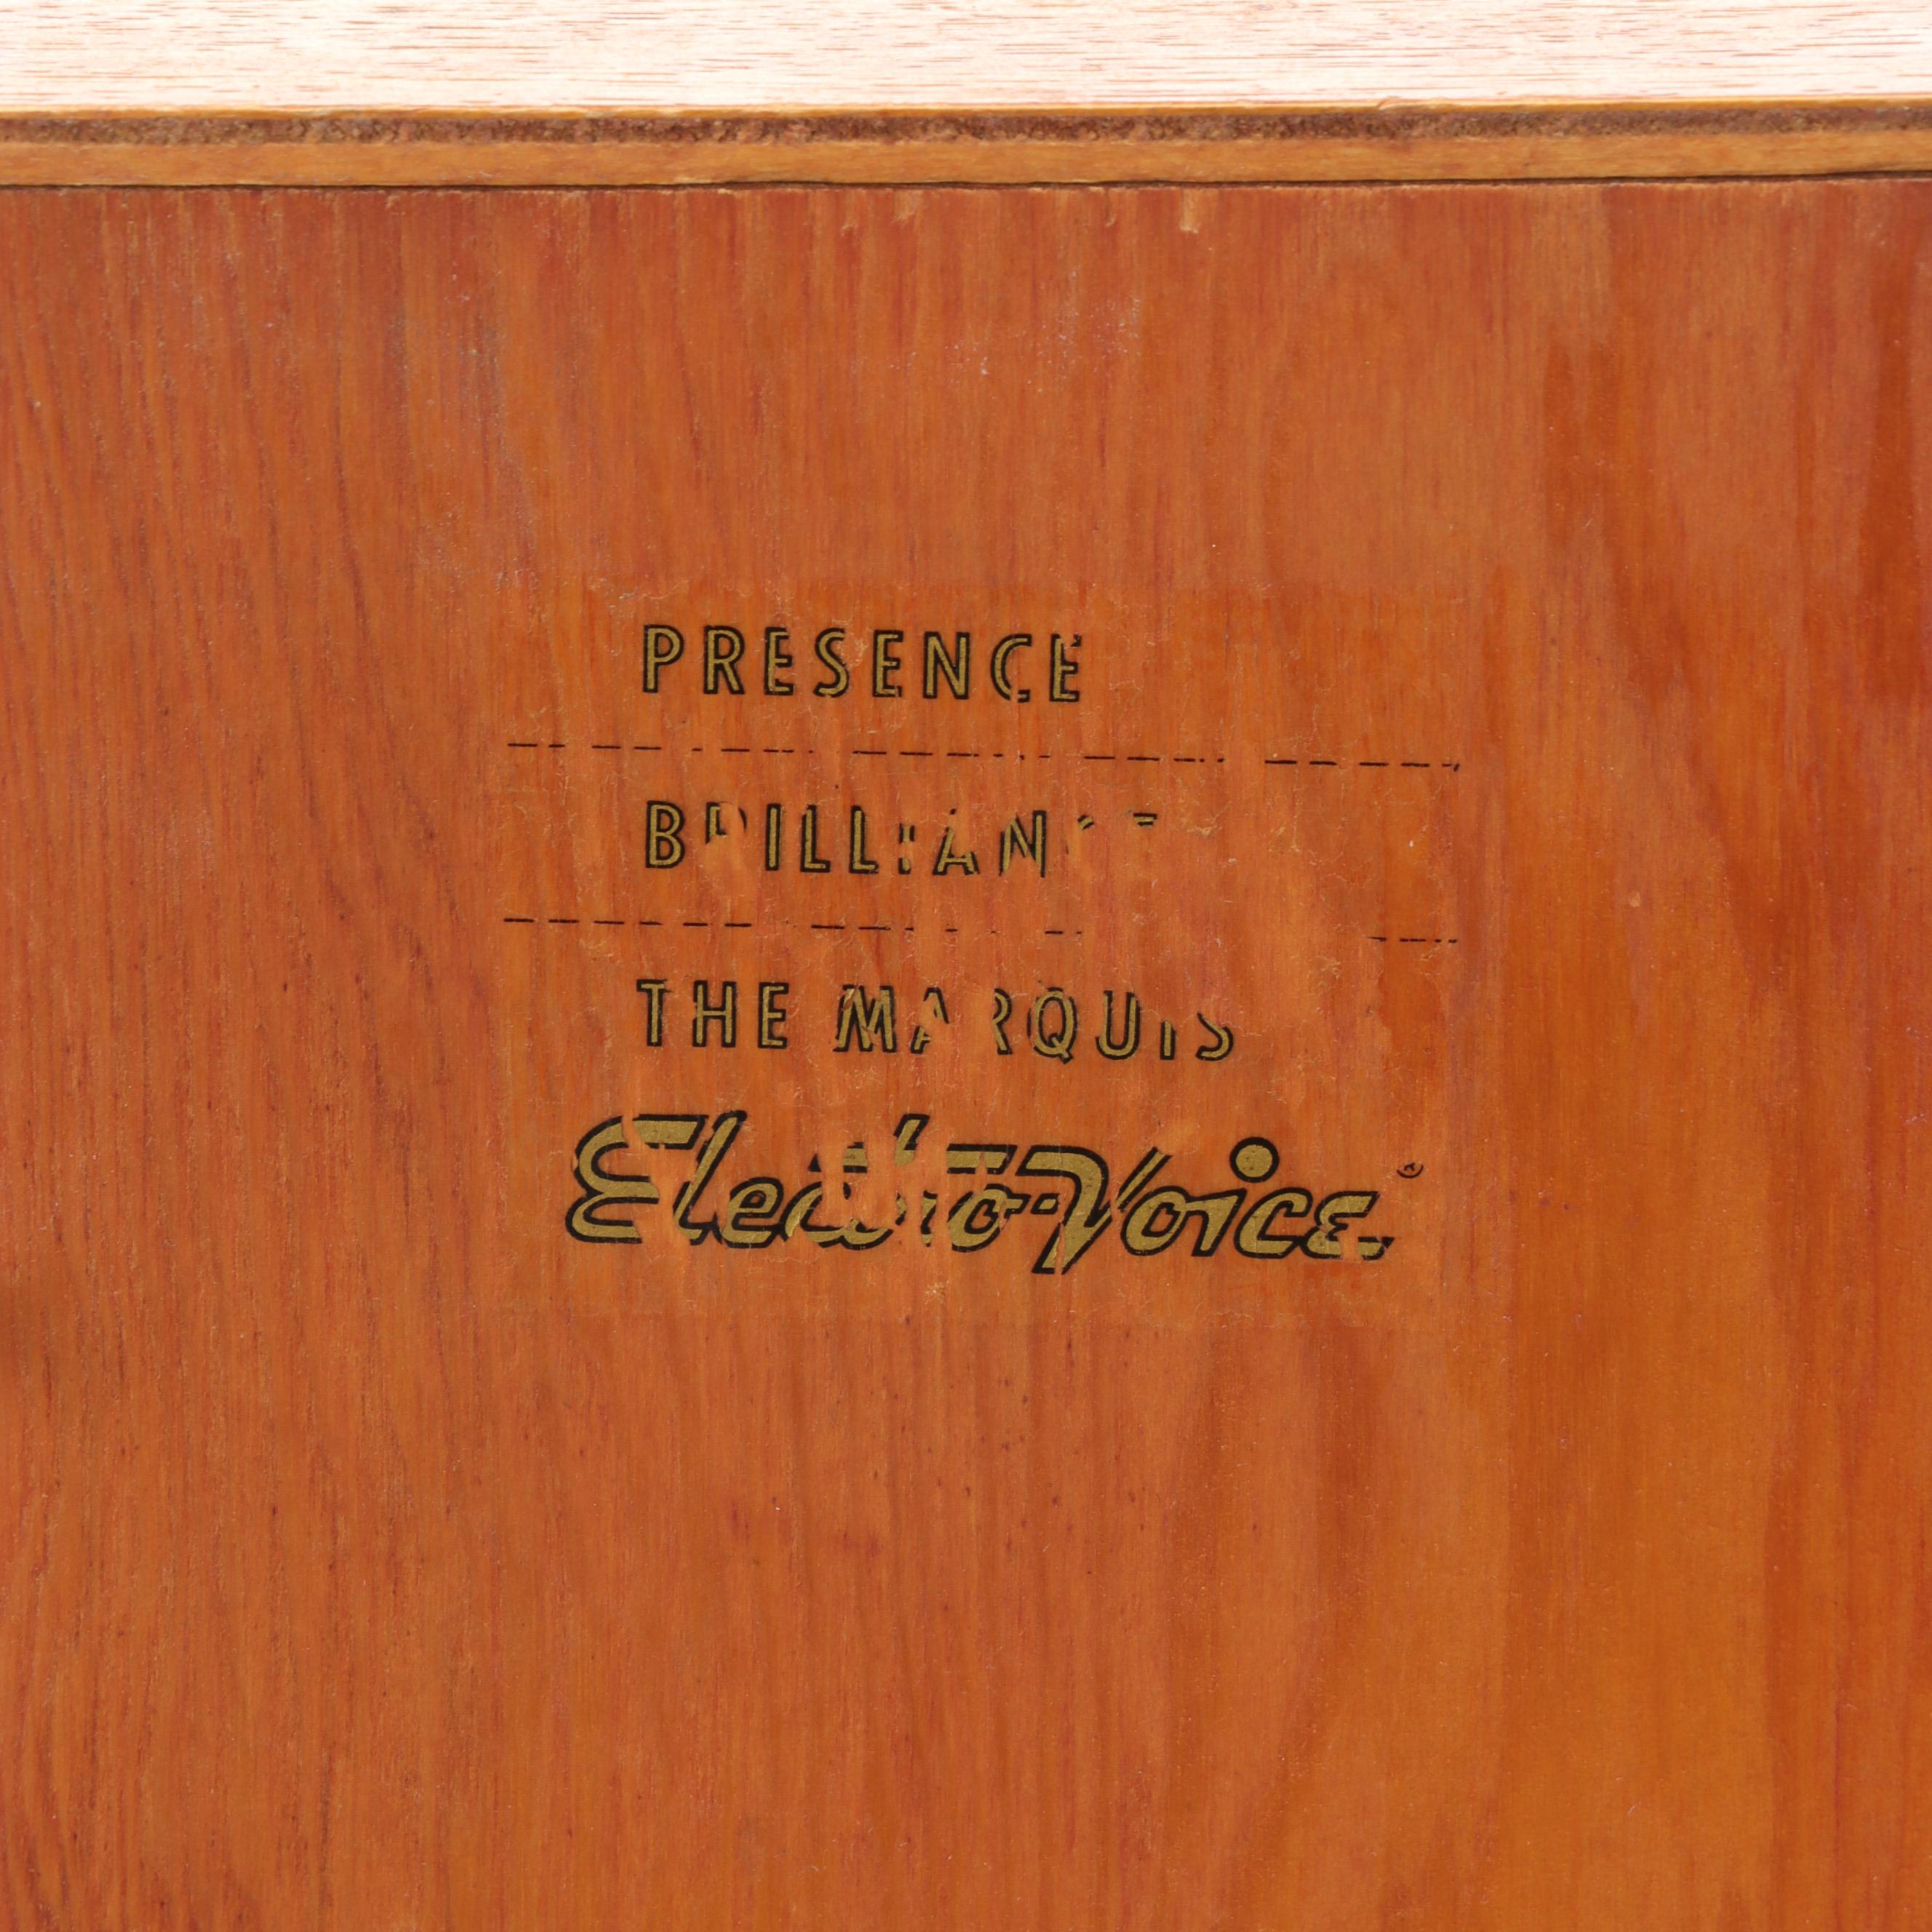 PRESENCE
BRILLIANCE
THE MARQUIS
Electro-Voice®